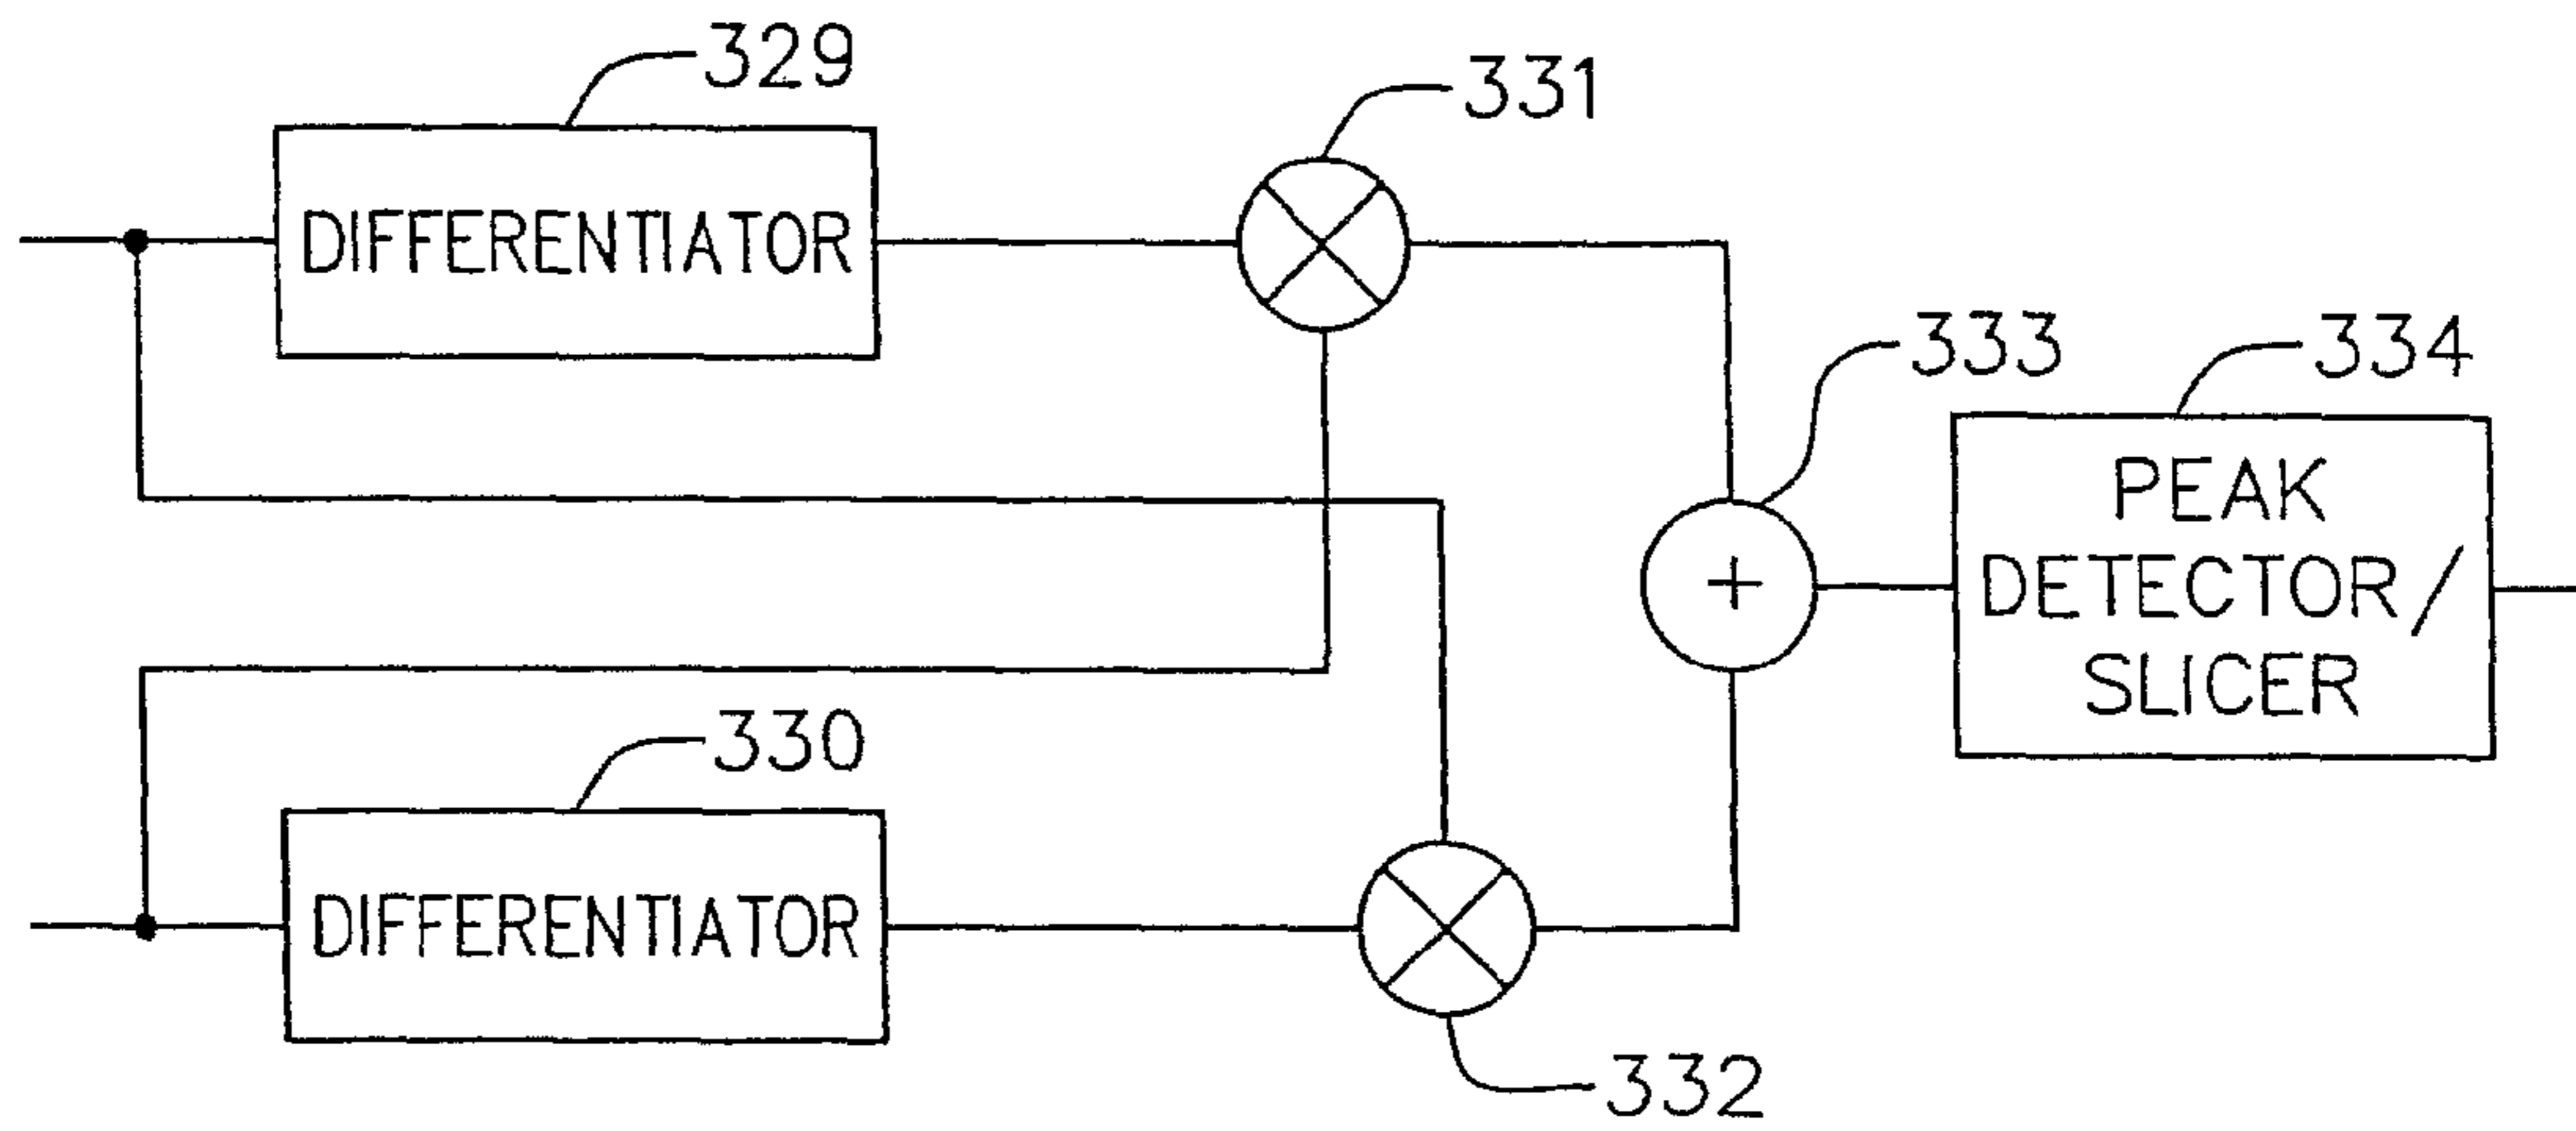 329
331
DIFFERENTIATOR
333
334
PEAK
DETECTOR/
SLICER
+
330
DIFFERENTIATOR
332